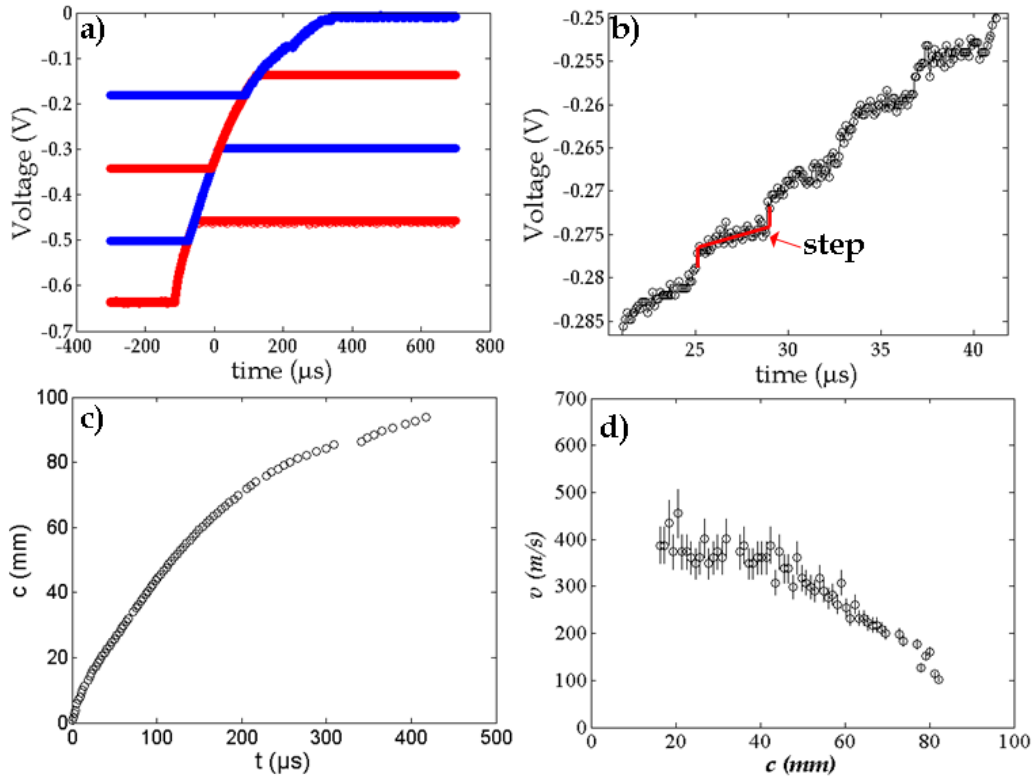 a)
0
-0.1
-0.2
-0.3
-0.4
-0.5
-0.6
-0.7
Voltage (V)
-400 -200 0 200 400 600 800
time (μs)
b)
-0.25
-0.255
-0.26
-0.265
-0.27
-0.275
-0.28
-0.285
Voltage (V)
step
25 30 35 40
time (μs)
c)
100
80
60
40
20
0
c (mm)
0 100 200 300 400 500
t (μs)
d)
700
600
500
400
300
200
100
0
v (m/s)
0 20 40 60 80 100
c (mm)